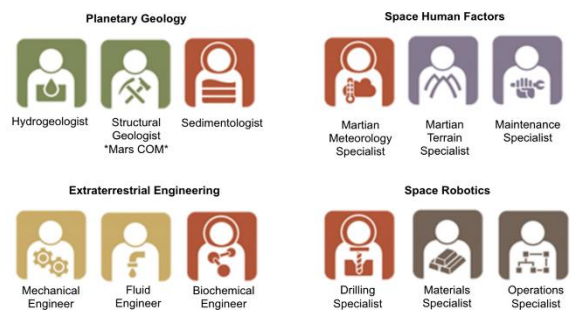 Planetary Geology
Space Human Factors
Hydrogeologist
Structural
Geologist
*Mars COM*
Sedimentologist
Martian
Meteorology
Specialist
Martian
Terrain
Specialist
Maintenance
Specialist
Extraterrestrial Engineering
Space Robotics
Mechanical
Engineer
Fluid
Engineer
Biochemical
Engineer
Drilling
Specialist
Materials
Specialist
Operations
Specialist